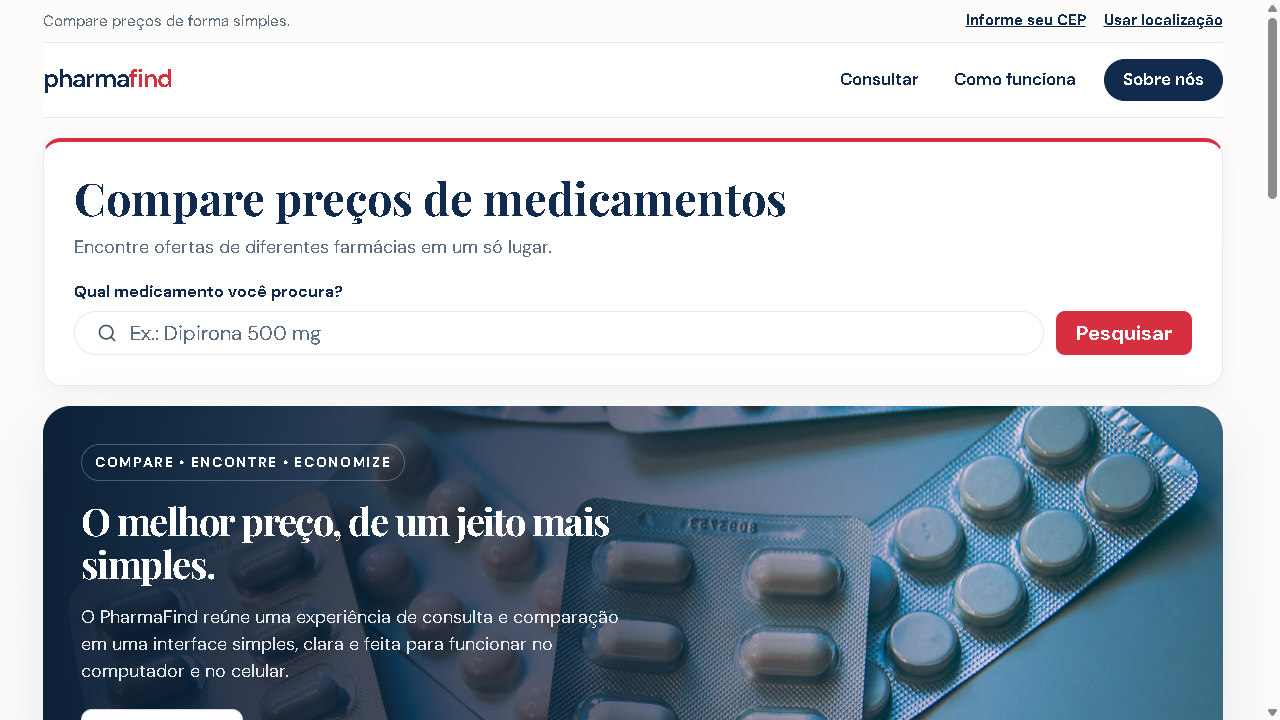 Compare preços de forma simples.
Informe seu CEP
Usar localização
pharmafind
Consultar
Como funciona
Sobre nós
Compare preços de medicamentos
Encontre ofertas de diferentes farmácias em um só lugar.
Qual medicamento você procura?
Ex.: Dipirona 500 mg
Pesquisar
COMPARE • ENCONTRE • ECONOMIZE
O melhor preço, de um jeito mais
simples.
O PharmaFind reúne uma experiência de consulta e comparação
em uma interface simples, clara e feita para funcionar no
computador e no celular.